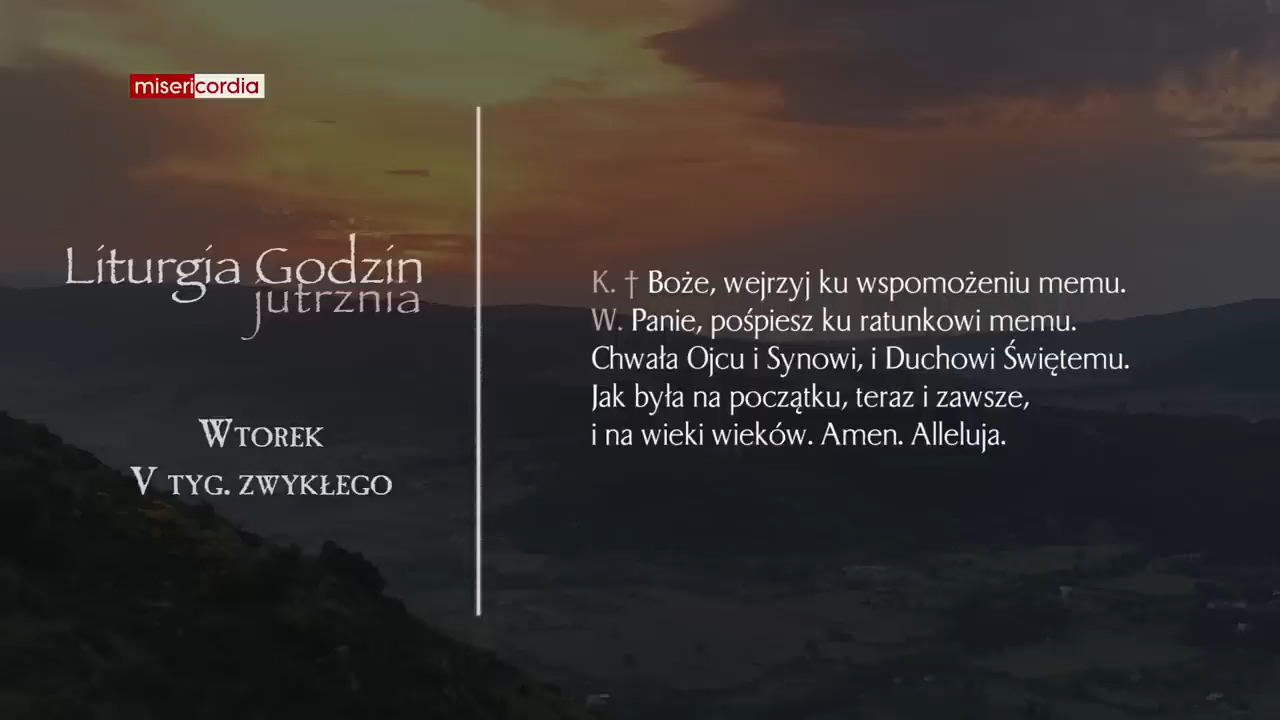 misericordia
Liturgia Godzin
jutrznia
Wtorek
V tyg. zwykłego
K. † Boże, wejrzyj ku wspomożeniu memu.
W. Panie, pośpiesz ku ratunkowi memu.
Chwała Ojcu i Synowi, i Duchowi Świętemu.
Jak była na początku, teraz i zawsze,
i na wieki wieków. Amen. Alleluja.